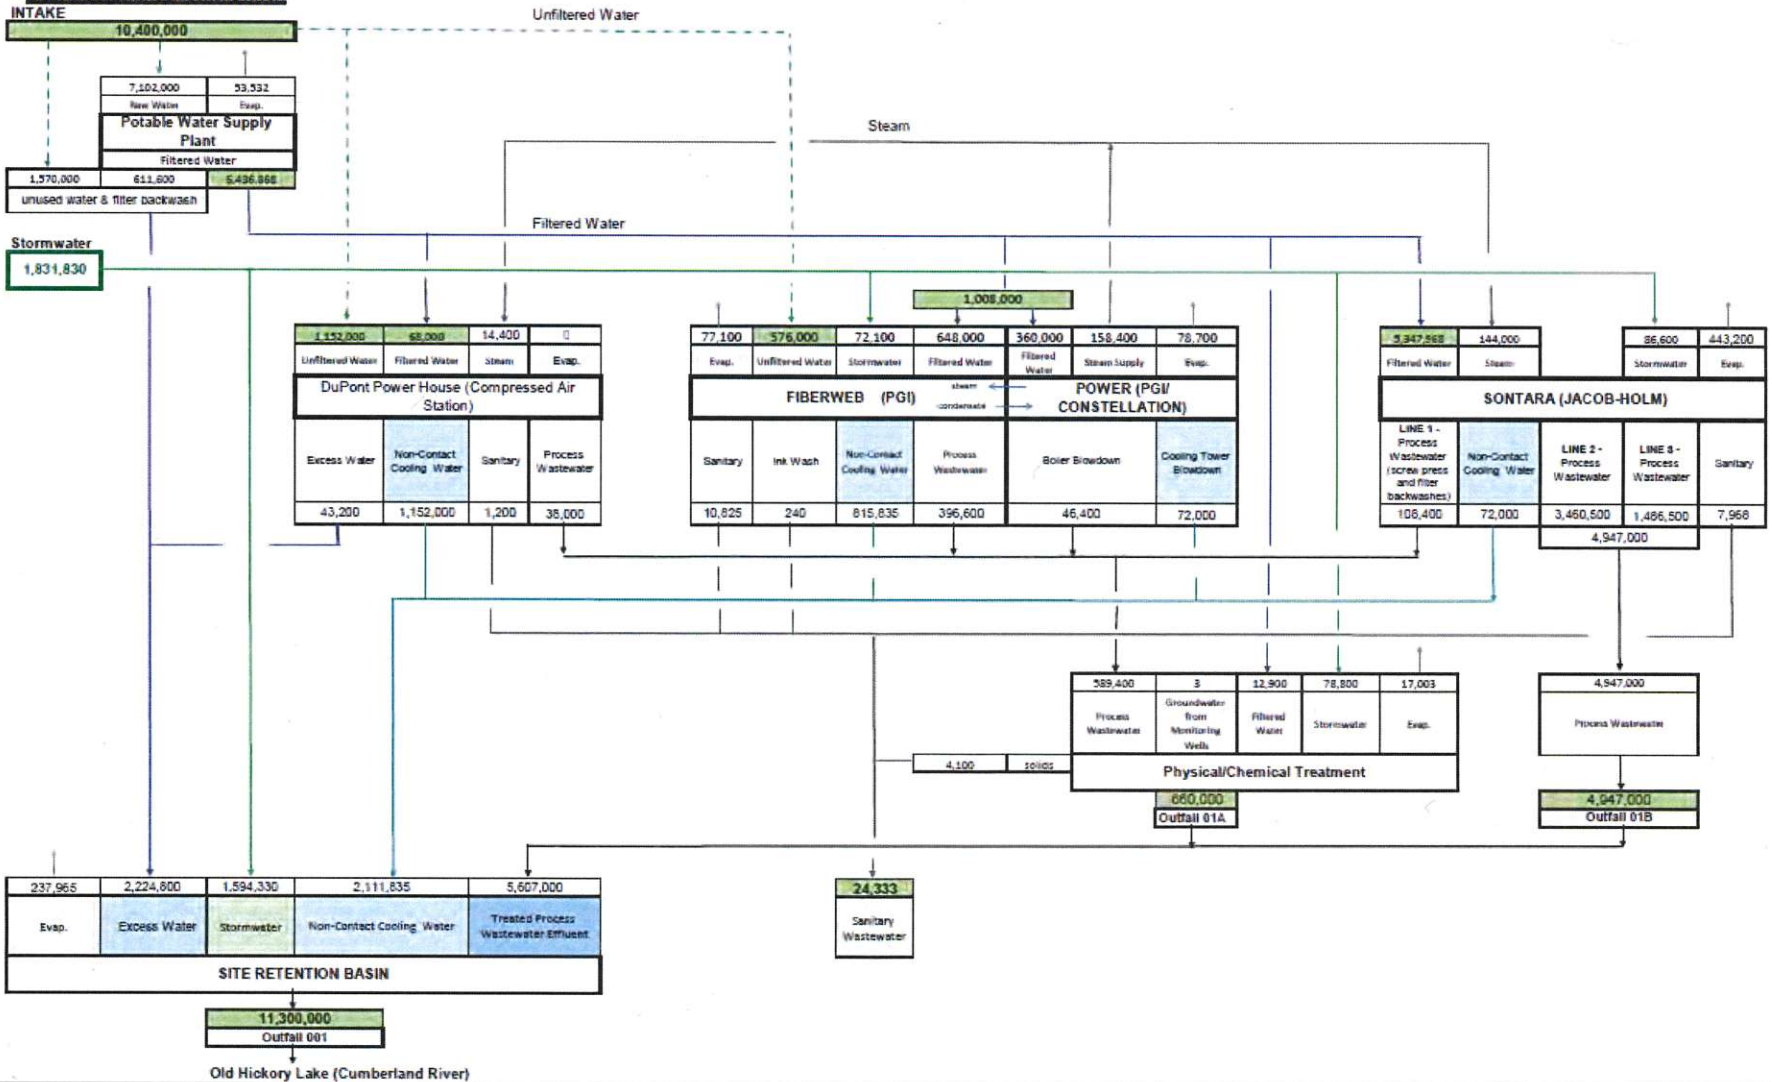 INTAKE
10,400,000
Unfiltered Water
7,102,000
53,532
Raw Water
Evap.
Potable Water Supply
Plant
Filtered Water
1,570,000
611,600
6,436,868
unused water & filter backwash
Steam
Filtered Water
Stormwater
1,831,830
1,008,000
1,152,000
68,000
14,400
0
Unfiltered Water
Filtered Water
Steam
Evap.
DuPont Power House (Compressed Air
Station)
Excess Water
Non-Contact
Cooling Water
Sanitary
Process
Wastewater
43,200
1,152,000
1,200
38,000
77,100
576,000
72,100
648,000
360,000
158,400
78,700
Evap.
Unfiltered Water
Stormwater
Filtered Water
Filtered
Water
Steam Supply
Evap.
FIBERWEB (PGI)
steam
condensate
POWER (PGI/
CONSTELLATION)
Sanitary
Ink Wash
Non-Contact
Cooling Water
Process
Wastewater
Boiler Blowdown
Cooling Tower
Blowdown
10,825
240
815,835
396,600
46,400
72,000
5,347,968
144,000
86,600
443,200
Filtered Water
Steam
Stormwater
Evap.
SONTARA (JACOB-HOLM)
LINE 1 -
Process
Wastewater
(screw press
and filter
backwashes)
Non-Contact
Cooling Water
LINE 2 -
Process
Wastewater
LINE 3 -
Process
Wastewater
Sanitary
108,400
72,000
3,460,500
1,486,500
7,968
4,947,000
589,400
3
12,900
78,800
17,003
Process
Wastewater
Groundwater
from
Monitoring
Wells
Filtered
Water
Stormwater
Evap.
4,100
solids
Physical/Chemical Treatment
660,000
Outfall 01A
4,947,000
Process Wastewater
4,947,000
Outfall 01B
237,965
2,224,800
1,594,330
2,111,835
5,607,000
Evap.
Excess Water
Stormwater
Non-Contact Cooling Water
Treated Process
Wastewater Effluent
SITE RETENTION BASIN
24,333
Sanitary
Wastewater
11,300,000
Outfall 001
Old Hickory Lake (Cumberland River)